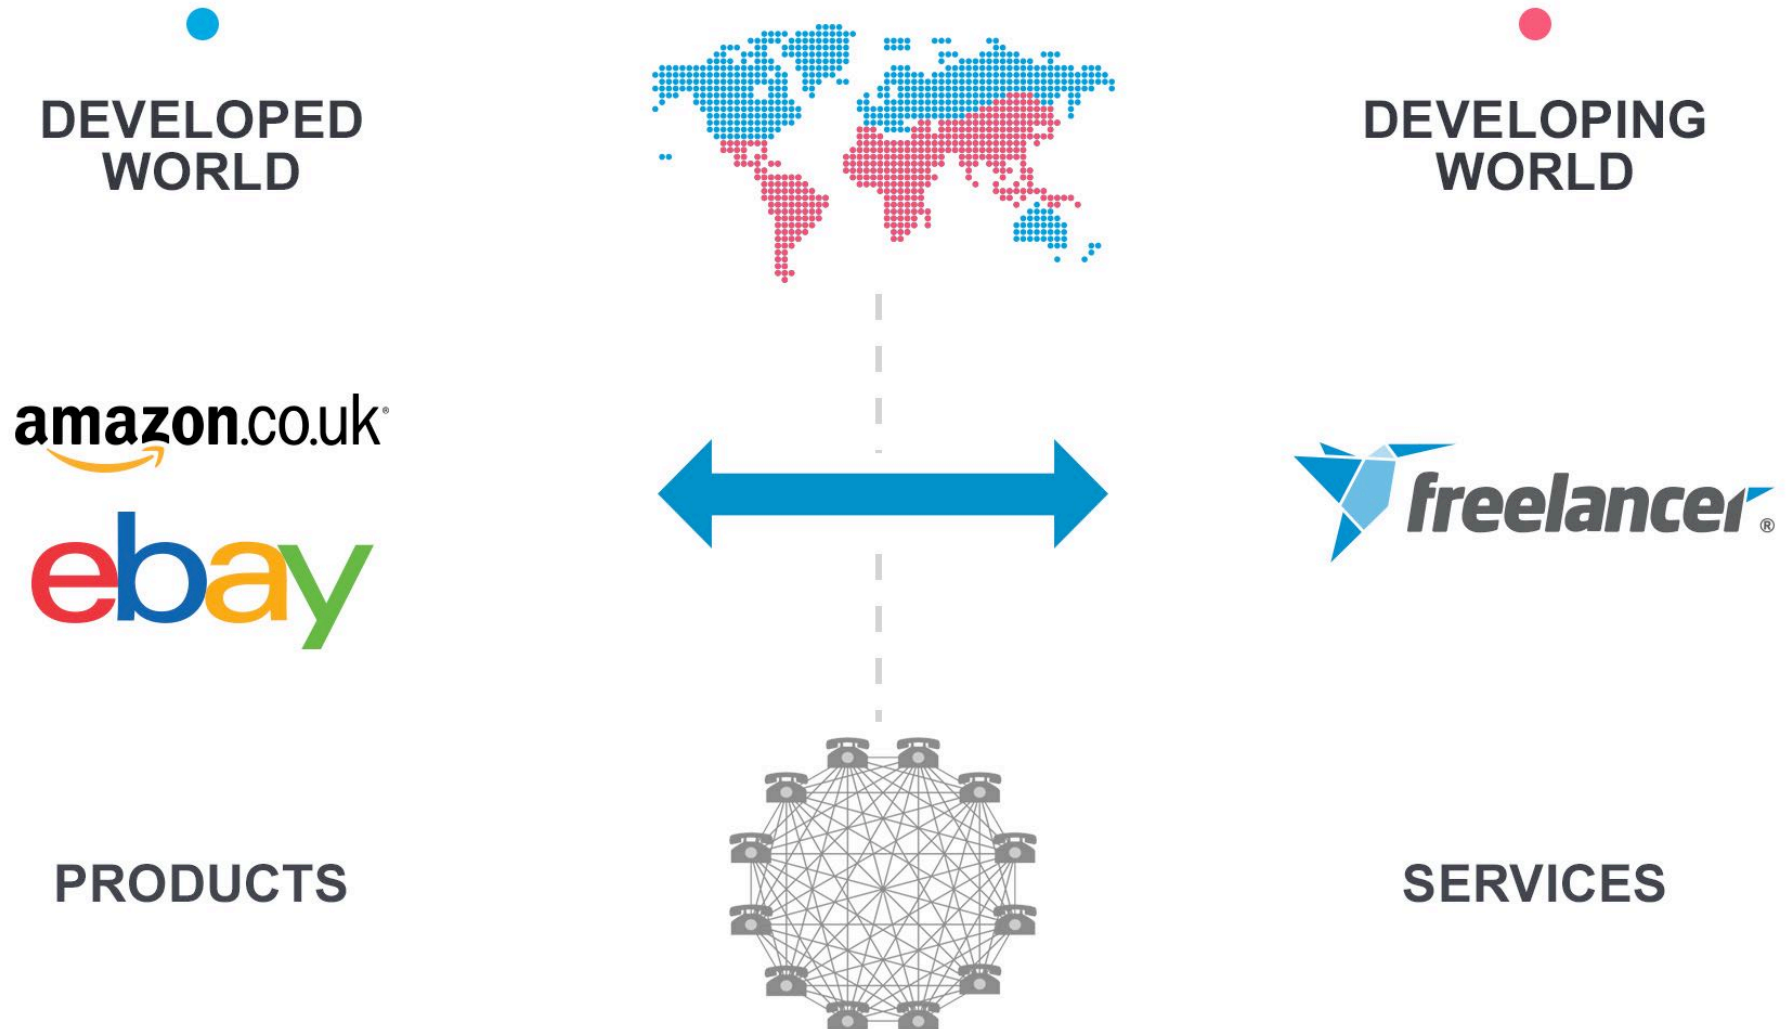 DEVELOPED
WORLD
DEVELOPING
WORLD
amazon.co.uk®
ebay
freelancer®
PRODUCTS
SERVICES